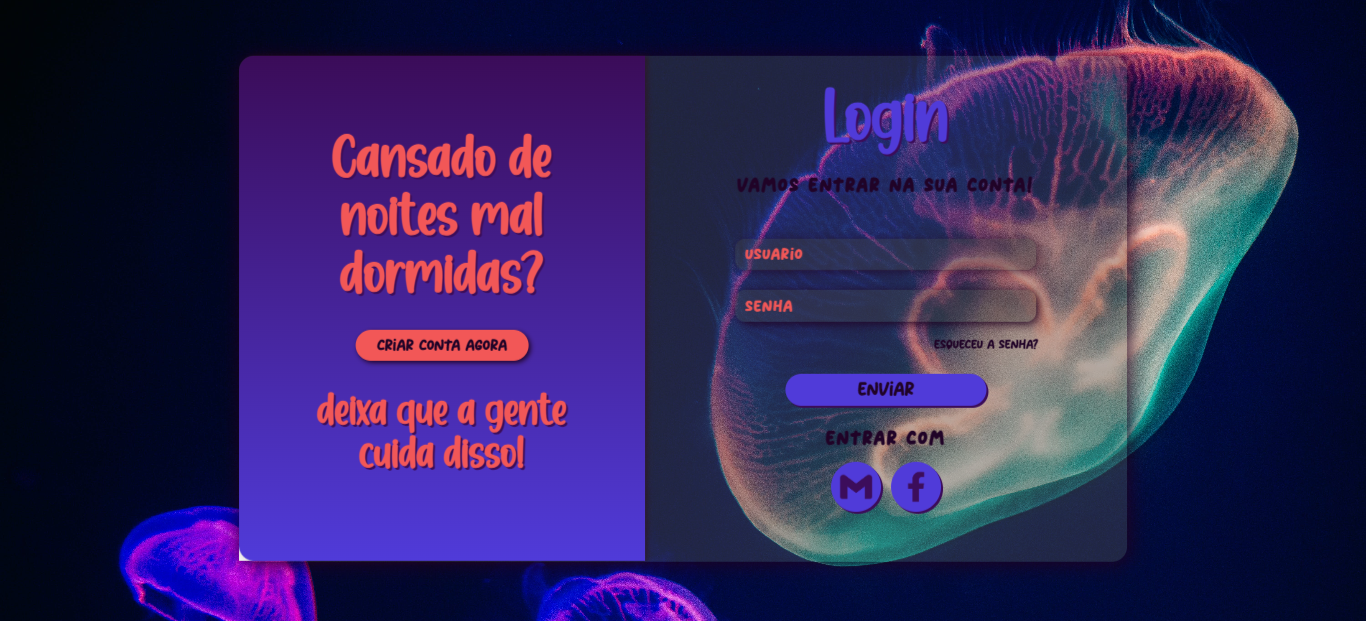 Cansado de
noites mal
dormidas?
CRIAR CONTA AGORA
deixa que a gente
cuida disso!
Login
VAMOS ENTRAR NA SUA CONTA!
USUARIO
SENHA
ESQUECEU A SENHA?
ENVIAR
ENTRAR COM